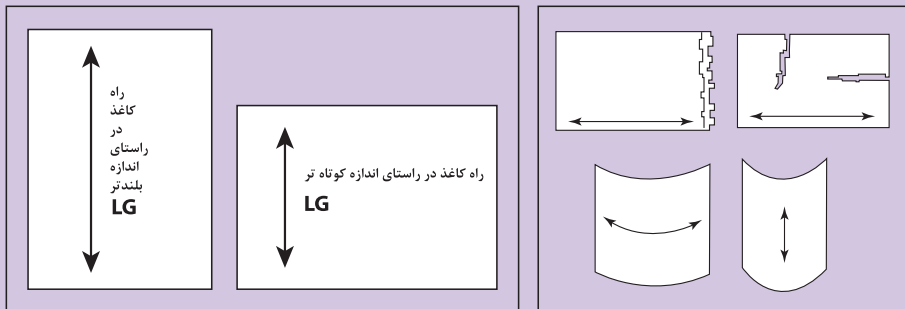 راه
کاغذ
در
راستای
اندازه
بلندتر
LG
راه کاغذ در راستای اندازه کوتاه تر
LG